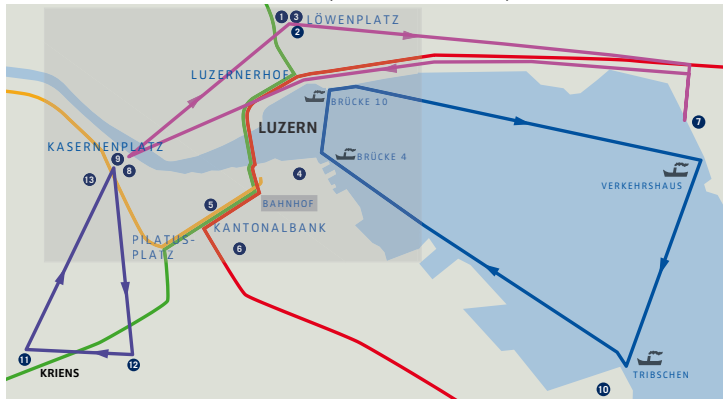 1 3 LÖWENPLATZ
2
LUZERNERHOF
BRÜCKE 10
7
LUZERN
KASERNENPLATZ
9
8
BRÜCKE 4
13
4
VERKEHRSHAUS
5
BAHNHOF
KANTONALBANK
PILATUS-
PLATZ
6
11
12
KRIENS
TRIBSCHEN
10